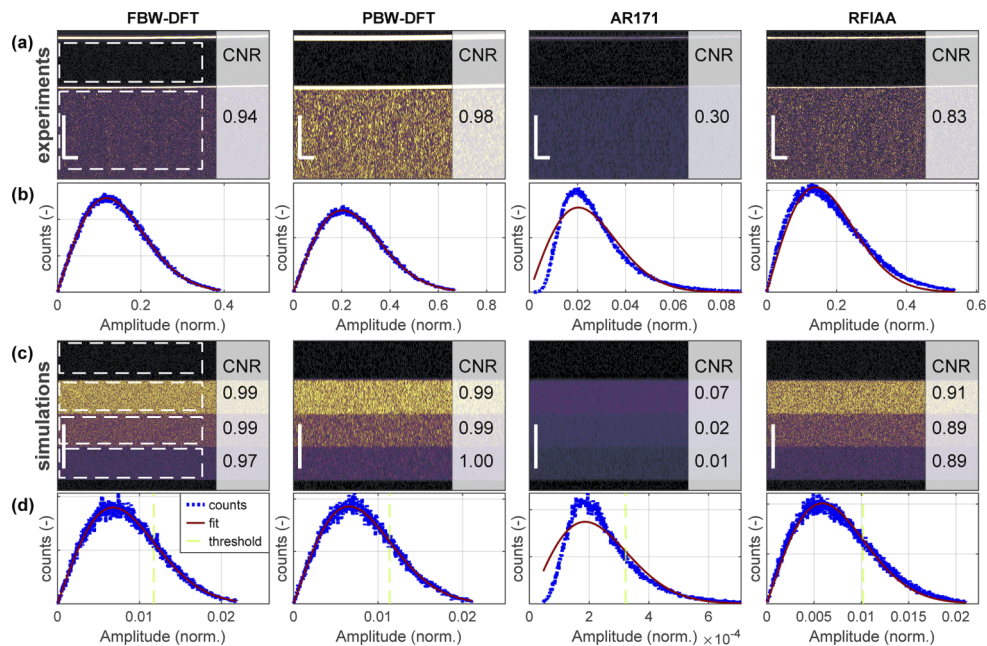 FBW-DFT PBW-DFT AR171 RFIAA
(a) experiments CNR CNR CNR CNR
0.94 0.98 0.30 0.83
(b) counts (-) counts (-) counts (-) counts (-)
0 0.2 0.4 0 0.2 0.4 0.6 0.8 0 0.02 0.04 0.06 0.08 0 0.2 0.4 0.6
Amplitude (norm.) Amplitude (norm.) Amplitude (norm.) Amplitude (norm.)
(c) simulations CNR CNR CNR CNR
0.99 0.99 0.07 0.91
0.99 0.99 0.02 0.89
0.97 1.00 0.01 0.89
(d) counts (-) counts (-) counts (-) counts (-)
counts
fit
threshold
0 0.01 0.02 0 0.01 0.02 0 2 4 6 0 0.005 0.01 0.015 0.02
Amplitude (norm.) Amplitude (norm.) Amplitude (norm.) ×10⁻⁴ Amplitude (norm.)